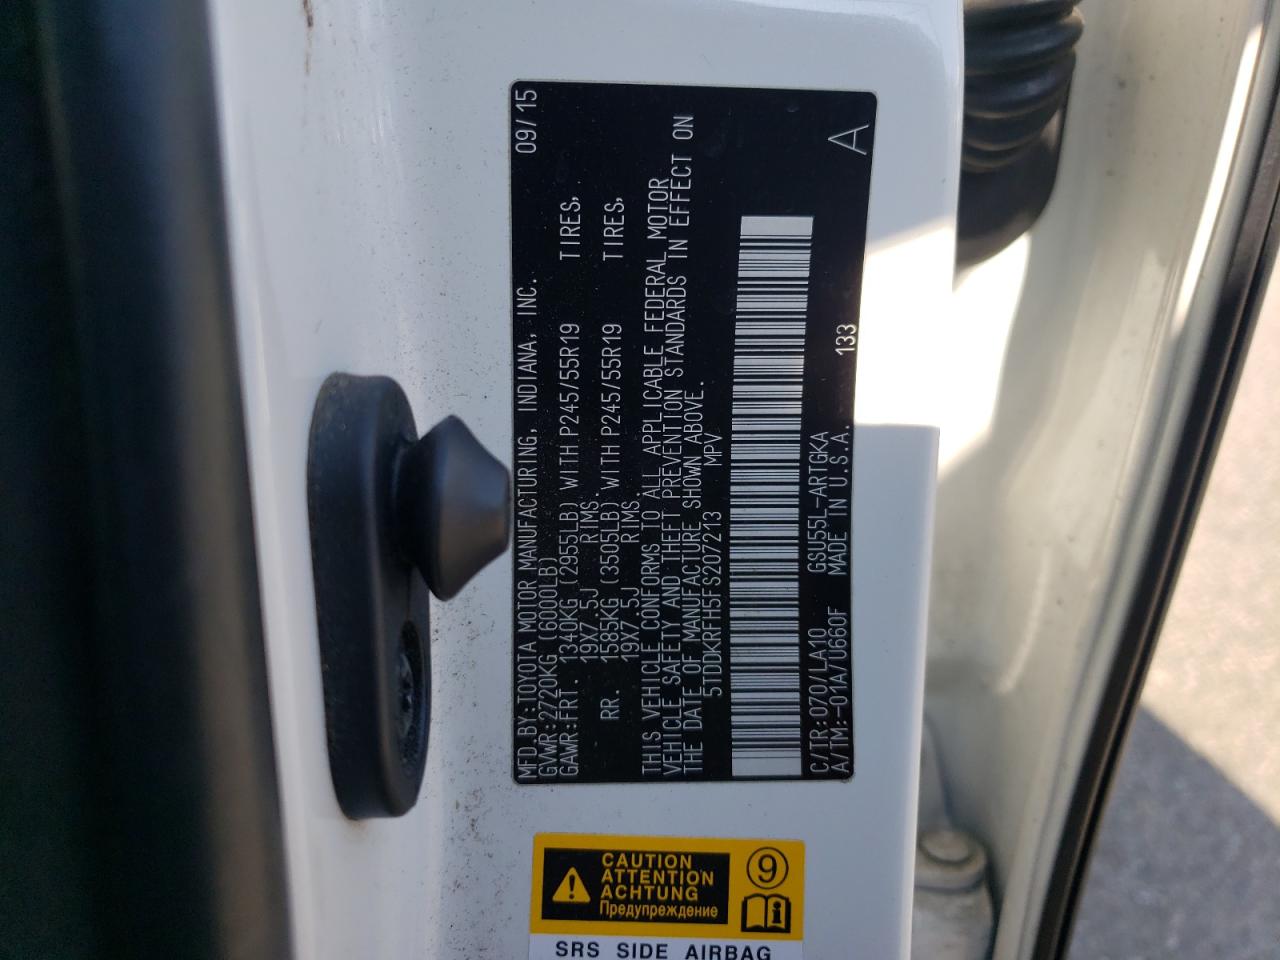 MFD.BY:TOYOTA MOTOR MANUFACTURING, INDIANA, INC. 09/15
GVWR:2720KG (6000LB)
GAWR:FRT. 1340KG (2955LB) WITH P245/55R19 TIRES,
19X7.5J RIMS.
RR. 1585KG (3505LB) WITH P245/55R19 TIRES,
19X7.5J RIMS.
THIS VEHICLE CONFORMS TO ALL APPLICABLE FEDERAL MOTOR
VEHICLE SAFETY AND THEFT PREVENTION STANDARDS IN EFFECT ON
THE DATE OF MANUFACTURE SHOWN ABOVE.
5TDDKRFH5FS207213 MPV
C/TR:070/LA10 GSU55L-ARTGKA
A/TM:-01A/U660F MADE IN U.S.A. 133 A
CAUTION
ATTENTION
ACHTUNG
Предупреждение
9
SRS SIDE AIRBAG